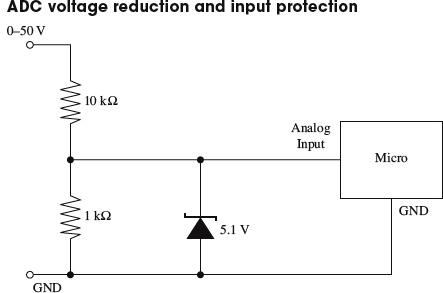 ADC voltage reduction and input protection
0–50 V
10 kΩ
Analog
Input
Micro
1 kΩ
5.1 V
GND
GND